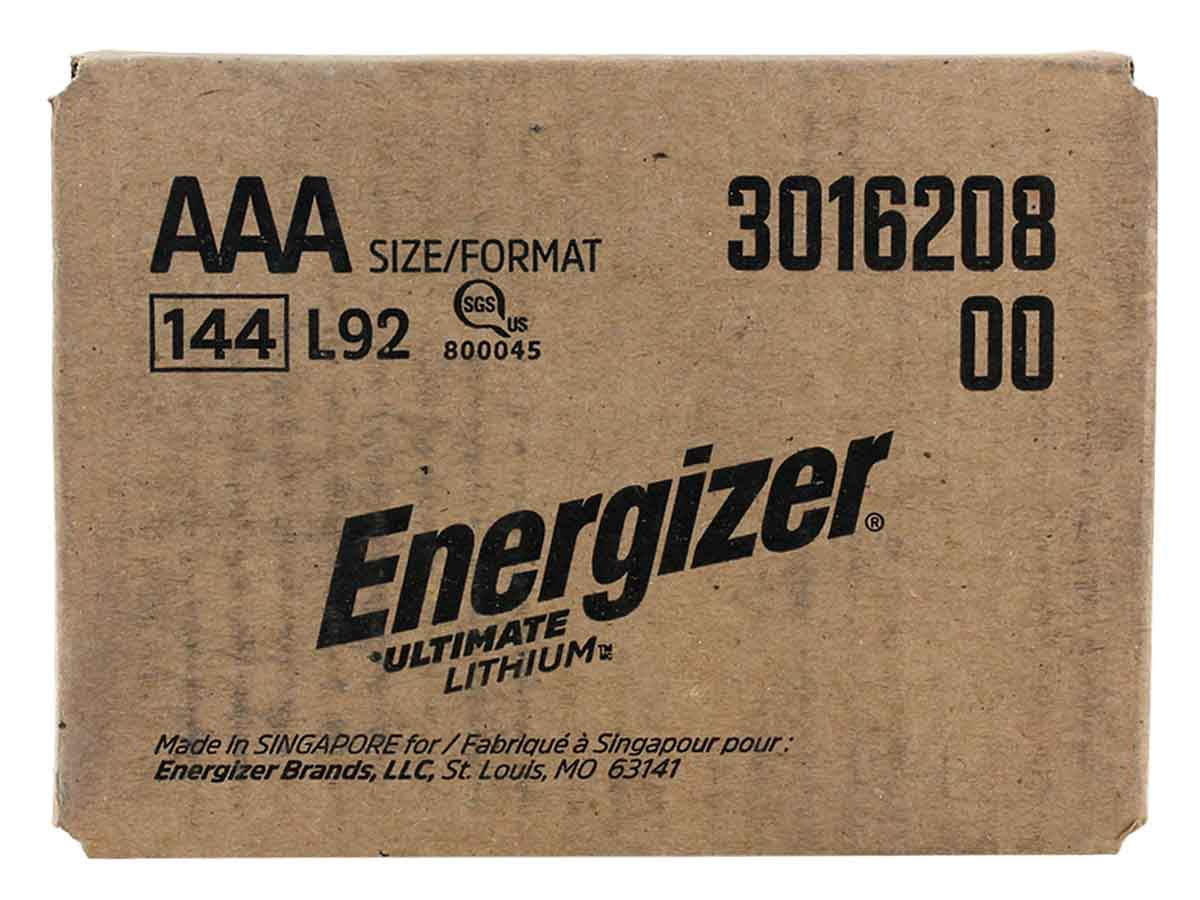 AAA SIZE/FORMAT
3016208
144 L92
SGS
US
800045
00
Energizer®
ULTIMATE
LITHIUM™ MC
Made in SINGAPORE for / Fabriqué à Singapour pour :
Energizer Brands, LLC, St. Louis, MO 63141